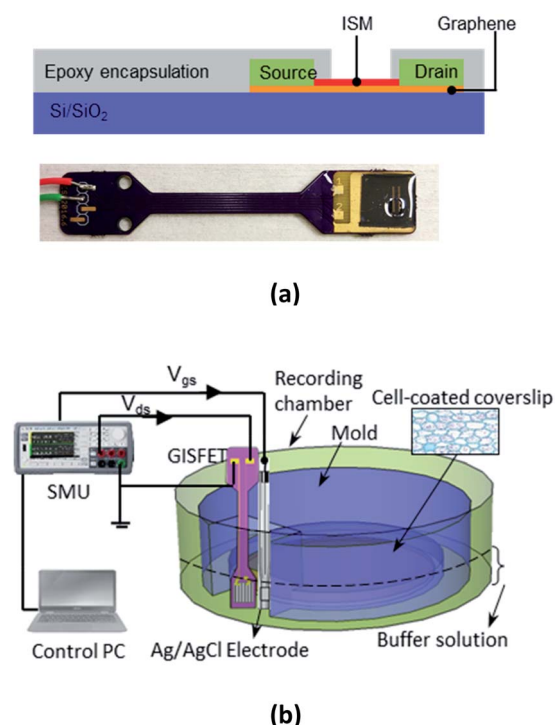 ISM
Graphene
Epoxy encapsulation
Source
Drain
Si/SiO2
(a)
Vgs
Vds
Recording
chamber
Cell-coated coverslip
Mold
GISFET
SMU
Control PC
Ag/AgCl Electrode
Buffer solution
(b)